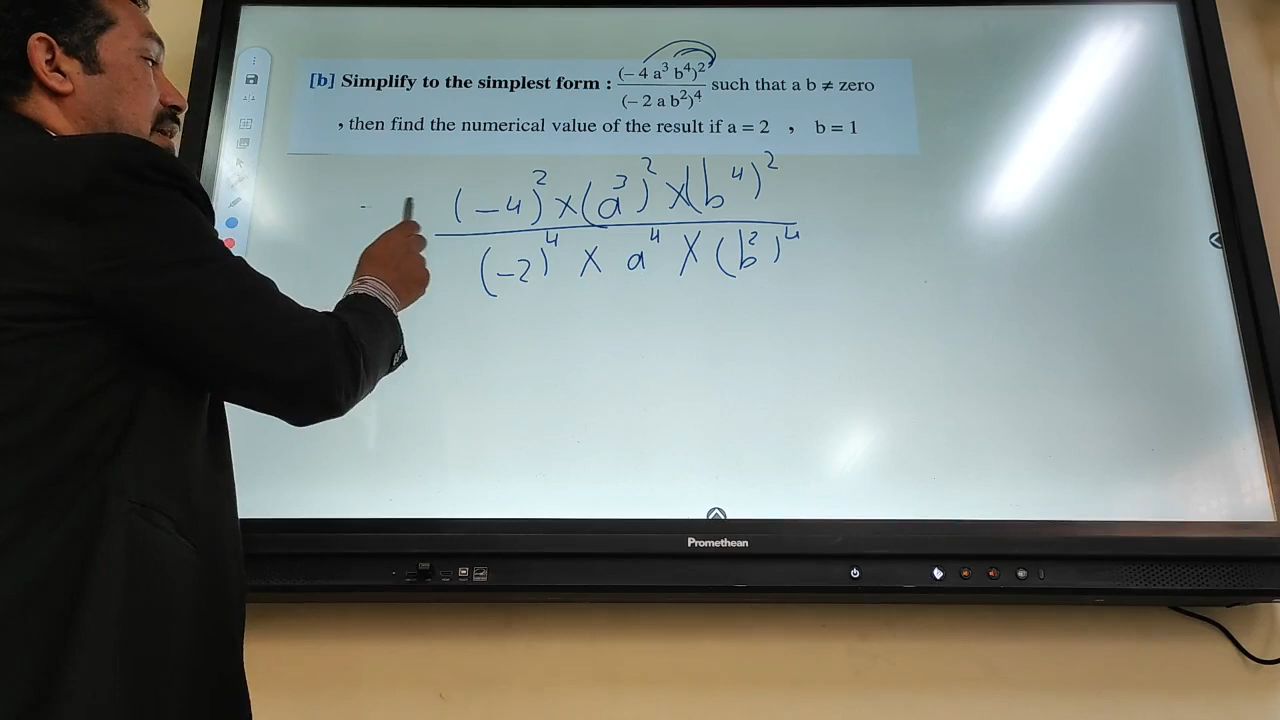 [b] Simplify to the simplest form : (– 4 a³ b⁴)² / (– 2 a b²)⁴ such that a b ≠ zero
, then find the numerical value of the result if a = 2 , b = 1
(–4)² × (a³)² × (b⁴)²
(–2)⁴ × a⁴ × (b²)⁴
Promethean